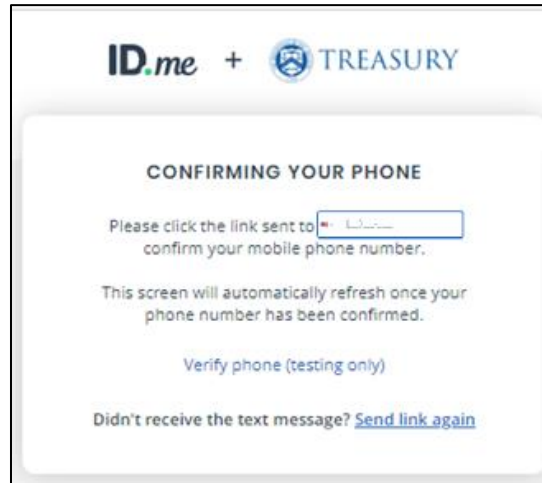 ID.me + TREASURY
CONFIRMING YOUR PHONE
Please click the link sent to
confirm your mobile phone number.
This screen will automatically refresh once your
phone number has been confirmed.
Verify phone (testing only)
Didn't receive the text message? Send link again